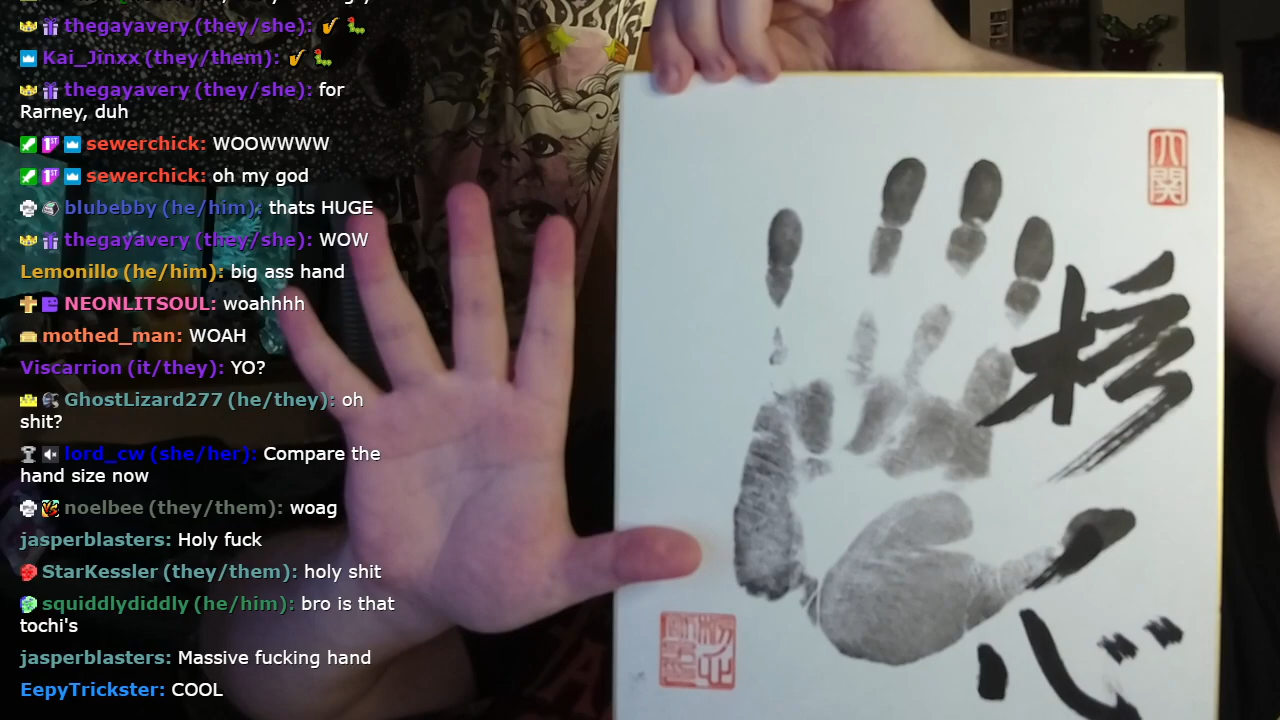 thegayavery (they/she):
Kai_Jinxx (they/them):
thegayavery (they/she): for
Rarney, duh
sewerchick: WOOWWWW
sewerchick: oh my god
blubebby (he/him): thats HUGE
thegayavery (they/she): WOW
Lemonillo (he/him): big ass hand
NEONLITSOUL: woahhhh
mothed_man: WOAH
Viscarrion (it/they): YO?
GhostLizard277 (he/they): oh
shit?
lord_cw (she/her): Compare the
hand size now
noelbee (they/them): woag
jasperblasters: Holy fuck
StarKessler (they/them): holy shit
squiddlydiddly (he/him): bro is that
tochi's
jasperblasters: Massive fucking hand
EepyTrickster: COOL
大関
栃ノ心